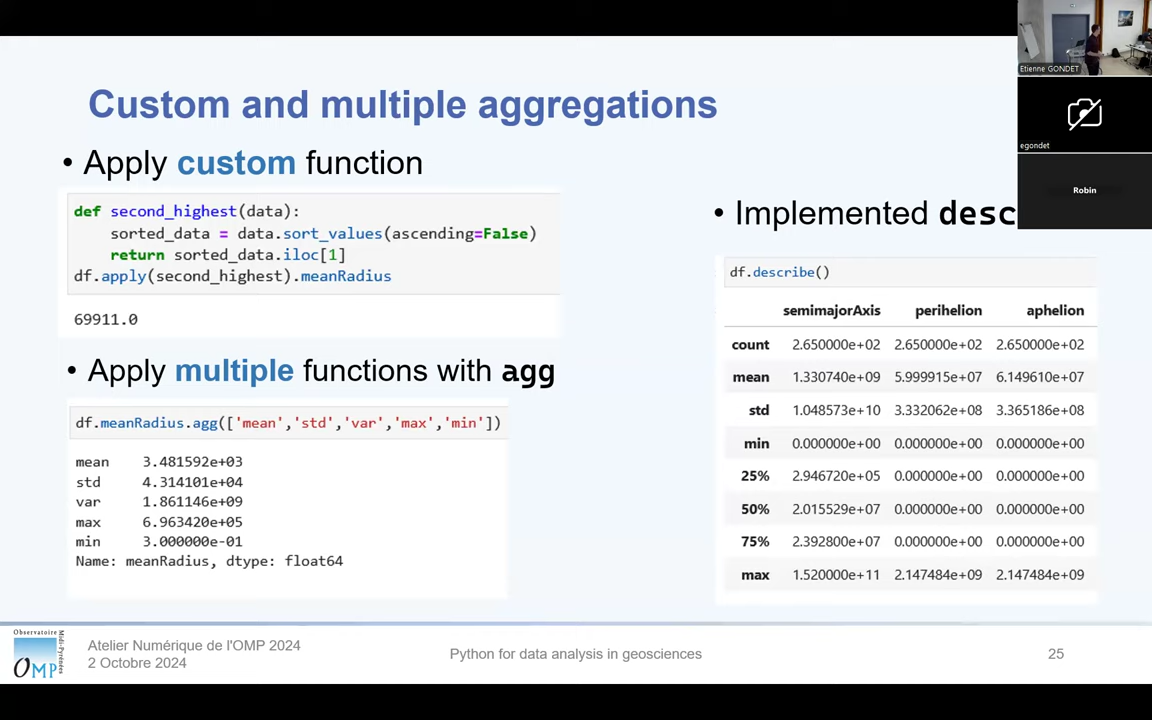 Etienne GONDET
egondet
Robin
Custom and multiple aggregations
• Apply custom function
def second_highest(data):
sorted_data = data.sort_values(ascending=False)
return sorted_data.iloc[1]
df.apply(second_highest).meanRadius
69911.0
• Apply multiple functions with agg
df.meanRadius.agg(['mean','std','var','max','min'])
mean 3.481592e+03
std 4.314101e+04
var 1.861146e+09
max 6.963420e+05
min 3.000000e-01
Name: meanRadius, dtype: float64
• Implemented desc
df.describe()
semimajorAxis perihelion aphelion
count 2.650000e+02 2.650000e+02 2.650000e+02
mean 1.330740e+09 5.999915e+07 6.149610e+07
std 1.048573e+10 3.332062e+08 3.365186e+08
min 0.000000e+00 0.000000e+00 0.000000e+00
25% 2.946720e+05 0.000000e+00 0.000000e+00
50% 2.015529e+07 0.000000e+00 0.000000e+00
75% 2.392800e+07 0.000000e+00 0.000000e+00
max 1.520000e+11 2.147484e+09 2.147484e+09
Observatoire
Midi-Pyrénées
OMP
Atelier Numérique de l'OMP 2024
2 Octobre 2024
Python for data analysis in geosciences
25